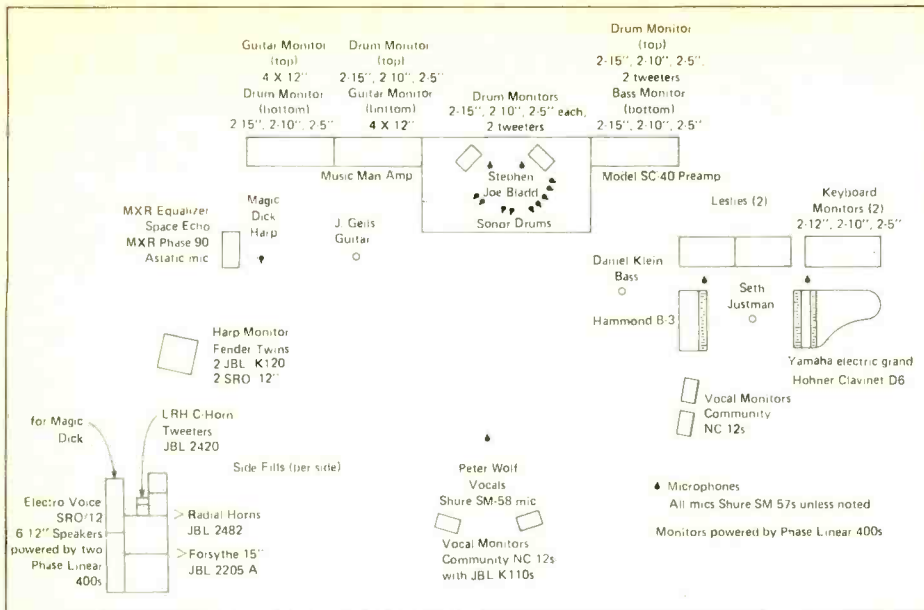 Guitar Monitor
(top)
4 X 12"
Drum Monitor
(bottom)
2 15", 2-10", 2-5"
Drum Monitor
(top)
2-15", 2 10", 2-5"
Guitar Monitor
(bottom)
4 X 12"
Drum Monitors
2-15", 2 10", 2-5" each,
2 tweeters
Drum Monitor
(top)
2-15", 2-10", 2-5",
2 tweeters
Bass Monitor
(bottom)
2-15", 2-10", 2-5"
Music Man Amp
Stephen
Joe Bladd
Sonor Drums
Model SC-40 Preamp
MXR Equalizer
Space Echo
MXR Phase 90
Asiatic mic
Magic
Dick
Harp
J. Geils
Guitar
Daniel Klein
Bass
Leslies (2)
Keyboard
Monitors (2)
2-12", 2-10", 2-5"
Hammond B-3
Seth
Justman
Yamaha electric grand
Hohner Clavinet D6
Harp Monitor
Fender Twins
2 JBL K120
2 SRO 12"
Vocal Monitors
Community
NC 12s
for Magic
Dick
LRH C-Horn
Tweeters
JBL 2420
Side Fills (per side)
Electro Voice
SRO/12
6 12" Speakers
powered by two
Phase Linear
400s
Radial Horns
JBL 2482
Forsythe 15"
JBL 2205 A
Peter Wolf
Vocals
Shure SM-58 mic
Vocal Monitors
Community NC 12s
with JBL K110s
Microphones
All mics Shure SM 57s unless noted
Monitors powered by Phase Linear 400s